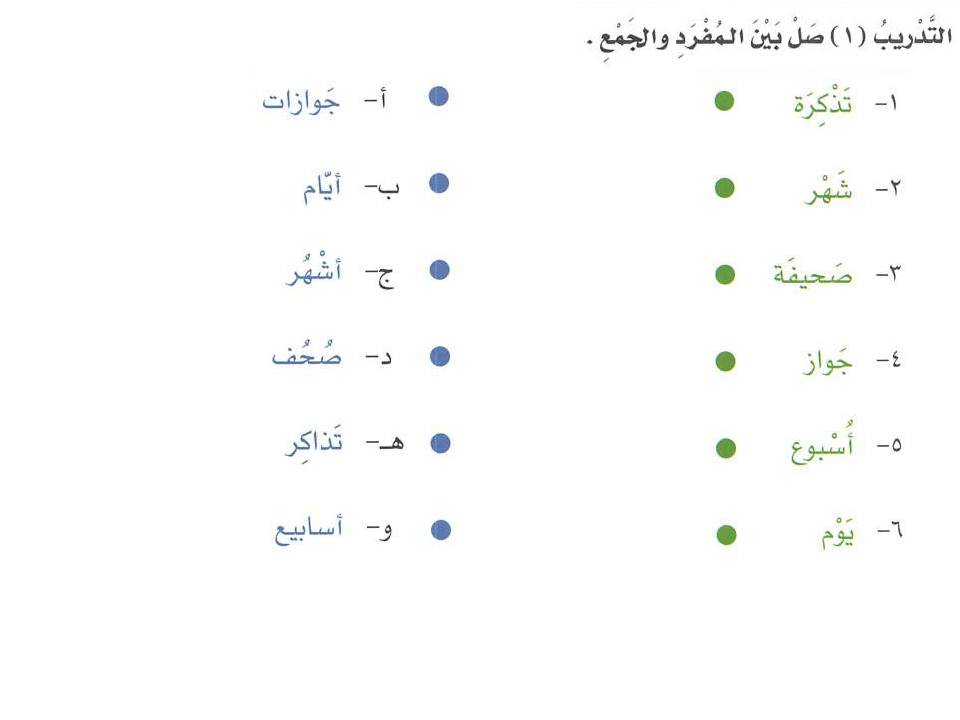 التَّدْريبُ (١) صَلْ بَيْنَ المُفْرَدِ والجَمْعِ .
١- تَذْكِرَة أ- جَوازات
٢- شَهْر ب- أيّام
٣- صَحيفَة ج- أشْهُر
٤- جَواز د- صُحُف
٥- أُسْبوع هـ- تَذاكِر
٦- يَوْم و- أسابيع